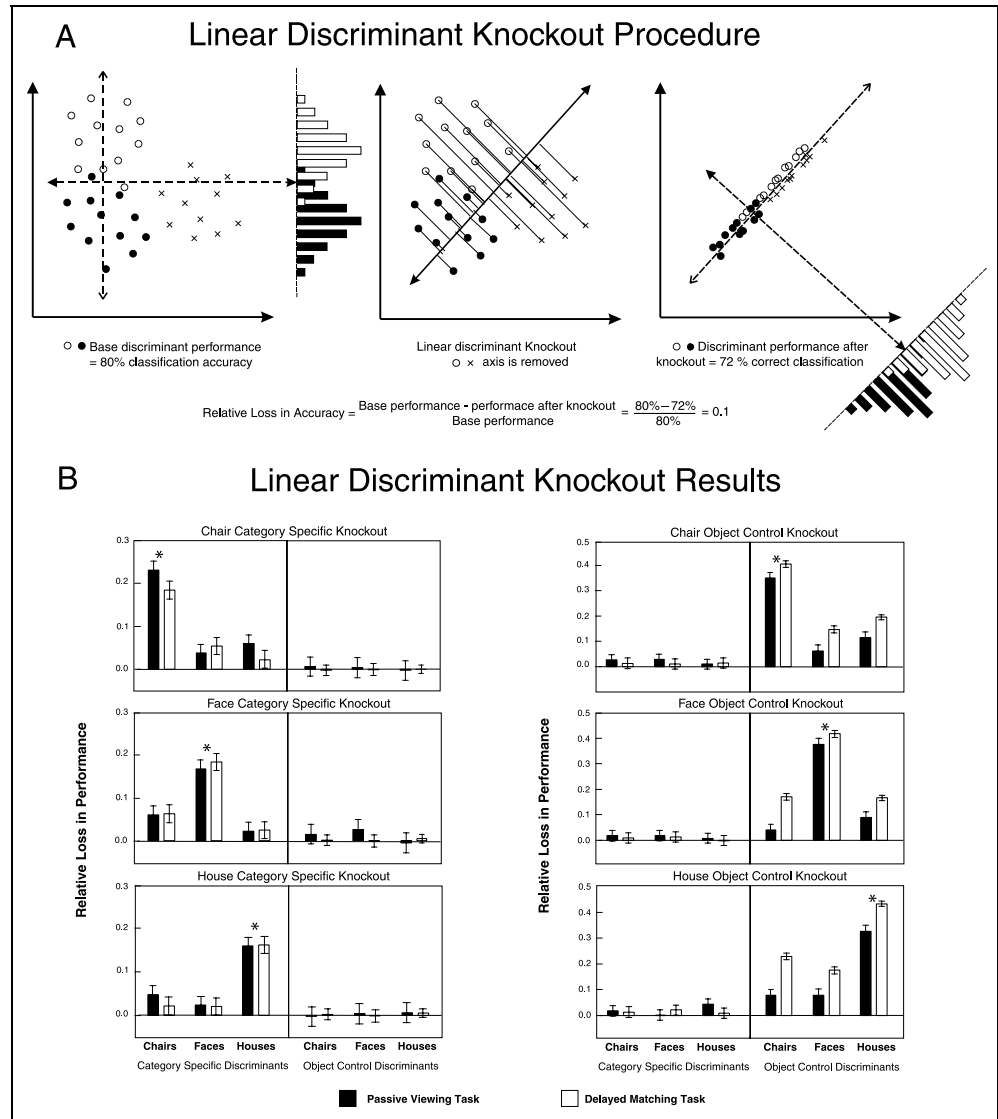 A
Linear Discriminant Knockout Procedure
○ ● Base discriminant performance
= 80% classification accuracy
Linear discriminant Knockout
○ × axis is removed
○ ● Discriminant performance after
knockout = 72 % correct classification
Relative Loss in Accuracy = Base performance - performace after knockout / Base performance = 80%−72% / 80% = 0.1
B
Linear Discriminant Knockout Results
Chair Category Specific Knockout
0.3
*
0.2
0.1
0.0
Face Category Specific Knockout
0.3
*
0.2
0.1
0.0
House Category Specific Knockout
0.3
0.2
*
0.1
0.0
Relative Loss in Performance
Chairs Faces Houses Chairs Faces Houses
Category Specific Discriminants Object Control Discriminants
Chair Object Control Knockout
0.5
*
0.4
0.3
0.2
0.1
0.0
Face Object Control Knockout
0.5
*
0.4
0.3
0.2
0.1
0.0
House Object Control Knockout
0.5
*
0.4
0.3
0.2
0.1
0.0
Relative Loss in Performance
Chairs Faces Houses Chairs Faces Houses
Category Specific Discriminants Object Control Discriminants
Passive Viewing Task Delayed Matching Task